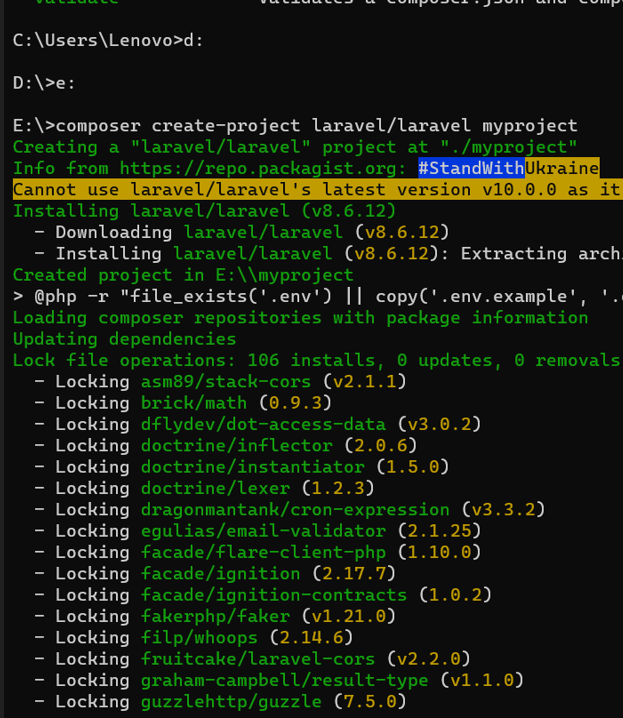 validate Validates a composer.json and comp
C:\Users\Lenovo>d:
D:\>e:
E:\>composer create-project laravel/laravel myproject
Creating a "laravel/laravel" project at "./myproject"
Info from https://repo.packagist.org: #StandWithUkraine
Cannot use laravel/laravel's latest version v10.0.0 as it
Installing laravel/laravel (v8.6.12)
- Downloading laravel/laravel (v8.6.12)
- Installing laravel/laravel (v8.6.12): Extracting archi
Created project in E:\\myproject
> @php -r "file_exists('.env') || copy('.env.example', '.
Loading composer repositories with package information
Updating dependencies
Lock file operations: 106 installs, 0 updates, 0 removals
- Locking asm89/stack-cors (v2.1.1)
- Locking brick/math (0.9.3)
- Locking dflydev/dot-access-data (v3.0.2)
- Locking doctrine/inflector (2.0.6)
- Locking doctrine/instantiator (1.5.0)
- Locking doctrine/lexer (1.2.3)
- Locking dragonmantank/cron-expression (v3.3.2)
- Locking egulias/email-validator (2.1.25)
- Locking facade/flare-client-php (1.10.0)
- Locking facade/ignition (2.17.7)
- Locking facade/ignition-contracts (1.0.2)
- Locking fakerphp/faker (v1.21.0)
- Locking filp/whoops (2.14.6)
- Locking fruitcake/laravel-cors (v2.2.0)
- Locking graham-campbell/result-type (v1.1.0)
- Locking guzzlehttp/guzzle (7.5.0)